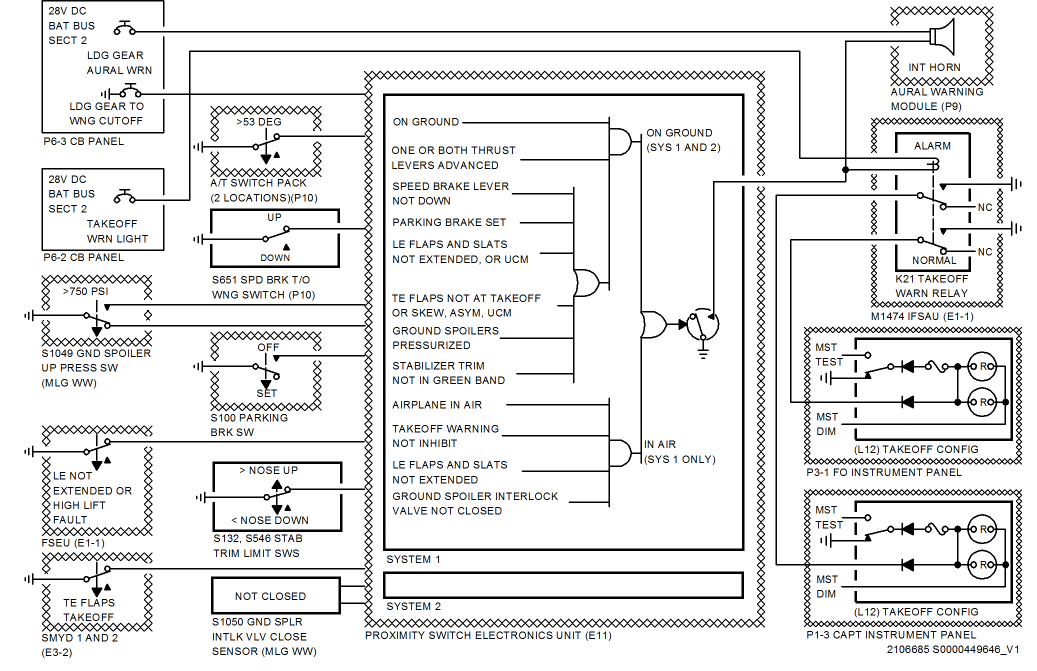 28V DC
BAT BUS
SECT 2
LDG GEAR
AURAL WRN
LDG GEAR TO
WNG CUTOFF
P6-3 CB PANEL
28V DC
BAT BUS
SECT 2
TAKEOFF
WRN LIGHT
P6-2 CB PANEL
>53 DEG
A/T SWITCH PACK
(2 LOCATIONS)(P10)
UP
DOWN
S651 SPD BRK T/O
WNG SWITCH (P10)
>750 PSI
S1049 GND SPOILER
UP PRESS SW
(MLG WW)
OFF
SET
S100 PARKING
BRK SW
LE NOT
EXTENDED OR
HIGH LIFT
FAULT
FSEU (E1-1)
> NOSE UP
< NOSE DOWN
S132, S546 STAB
TRIM LIMIT SWS
TE FLAPS
TAKEOFF
SMYD 1 AND 2
(E3-2)
NOT CLOSED
S1050 GND SPLR
INTLK VLV CLOSE
SENSOR (MLG WW)
ON GROUND
ONE OR BOTH THRUST
LEVERS ADVANCED
SPEED BRAKE LEVER
NOT DOWN
PARKING BRAKE SET
LE FLAPS AND SLATS
NOT EXTENDED, OR UCM
TE FLAPS NOT AT TAKEOFF
OR SKEW, ASYM, UCM
GROUND SPOILERS
PRESSURIZED
STABILIZER TRIM
NOT IN GREEN BAND
AIRPLANE IN AIR
TAKEOFF WARNING
NOT INHIBIT
LE FLAPS AND SLATS
NOT EXTENDED
GROUND SPOILER INTERLOCK
VALVE NOT CLOSED
ON GROUND
(SYS 1 AND 2)
IN AIR
(SYS 1 ONLY)
SYSTEM 1
SYSTEM 2
PROXIMITY SWITCH ELECTRONICS UNIT (E11)
INT HORN
AURAL WARNING
MODULE (P9)
ALARM
NC
NC
NORMAL
K21 TAKEOFF
WARN RELAY
M1474 IFSAU (E1-1)
MST
TEST
R
R
MST
DIM
(L12) TAKEOFF CONFIG
P3-1 FO INSTRUMENT PANEL
MST
TEST
R
R
MST
DIM
(L12) TAKEOFF CONFIG
P1-3 CAPT INSTRUMENT PANEL
2106685 S0000449646_V1